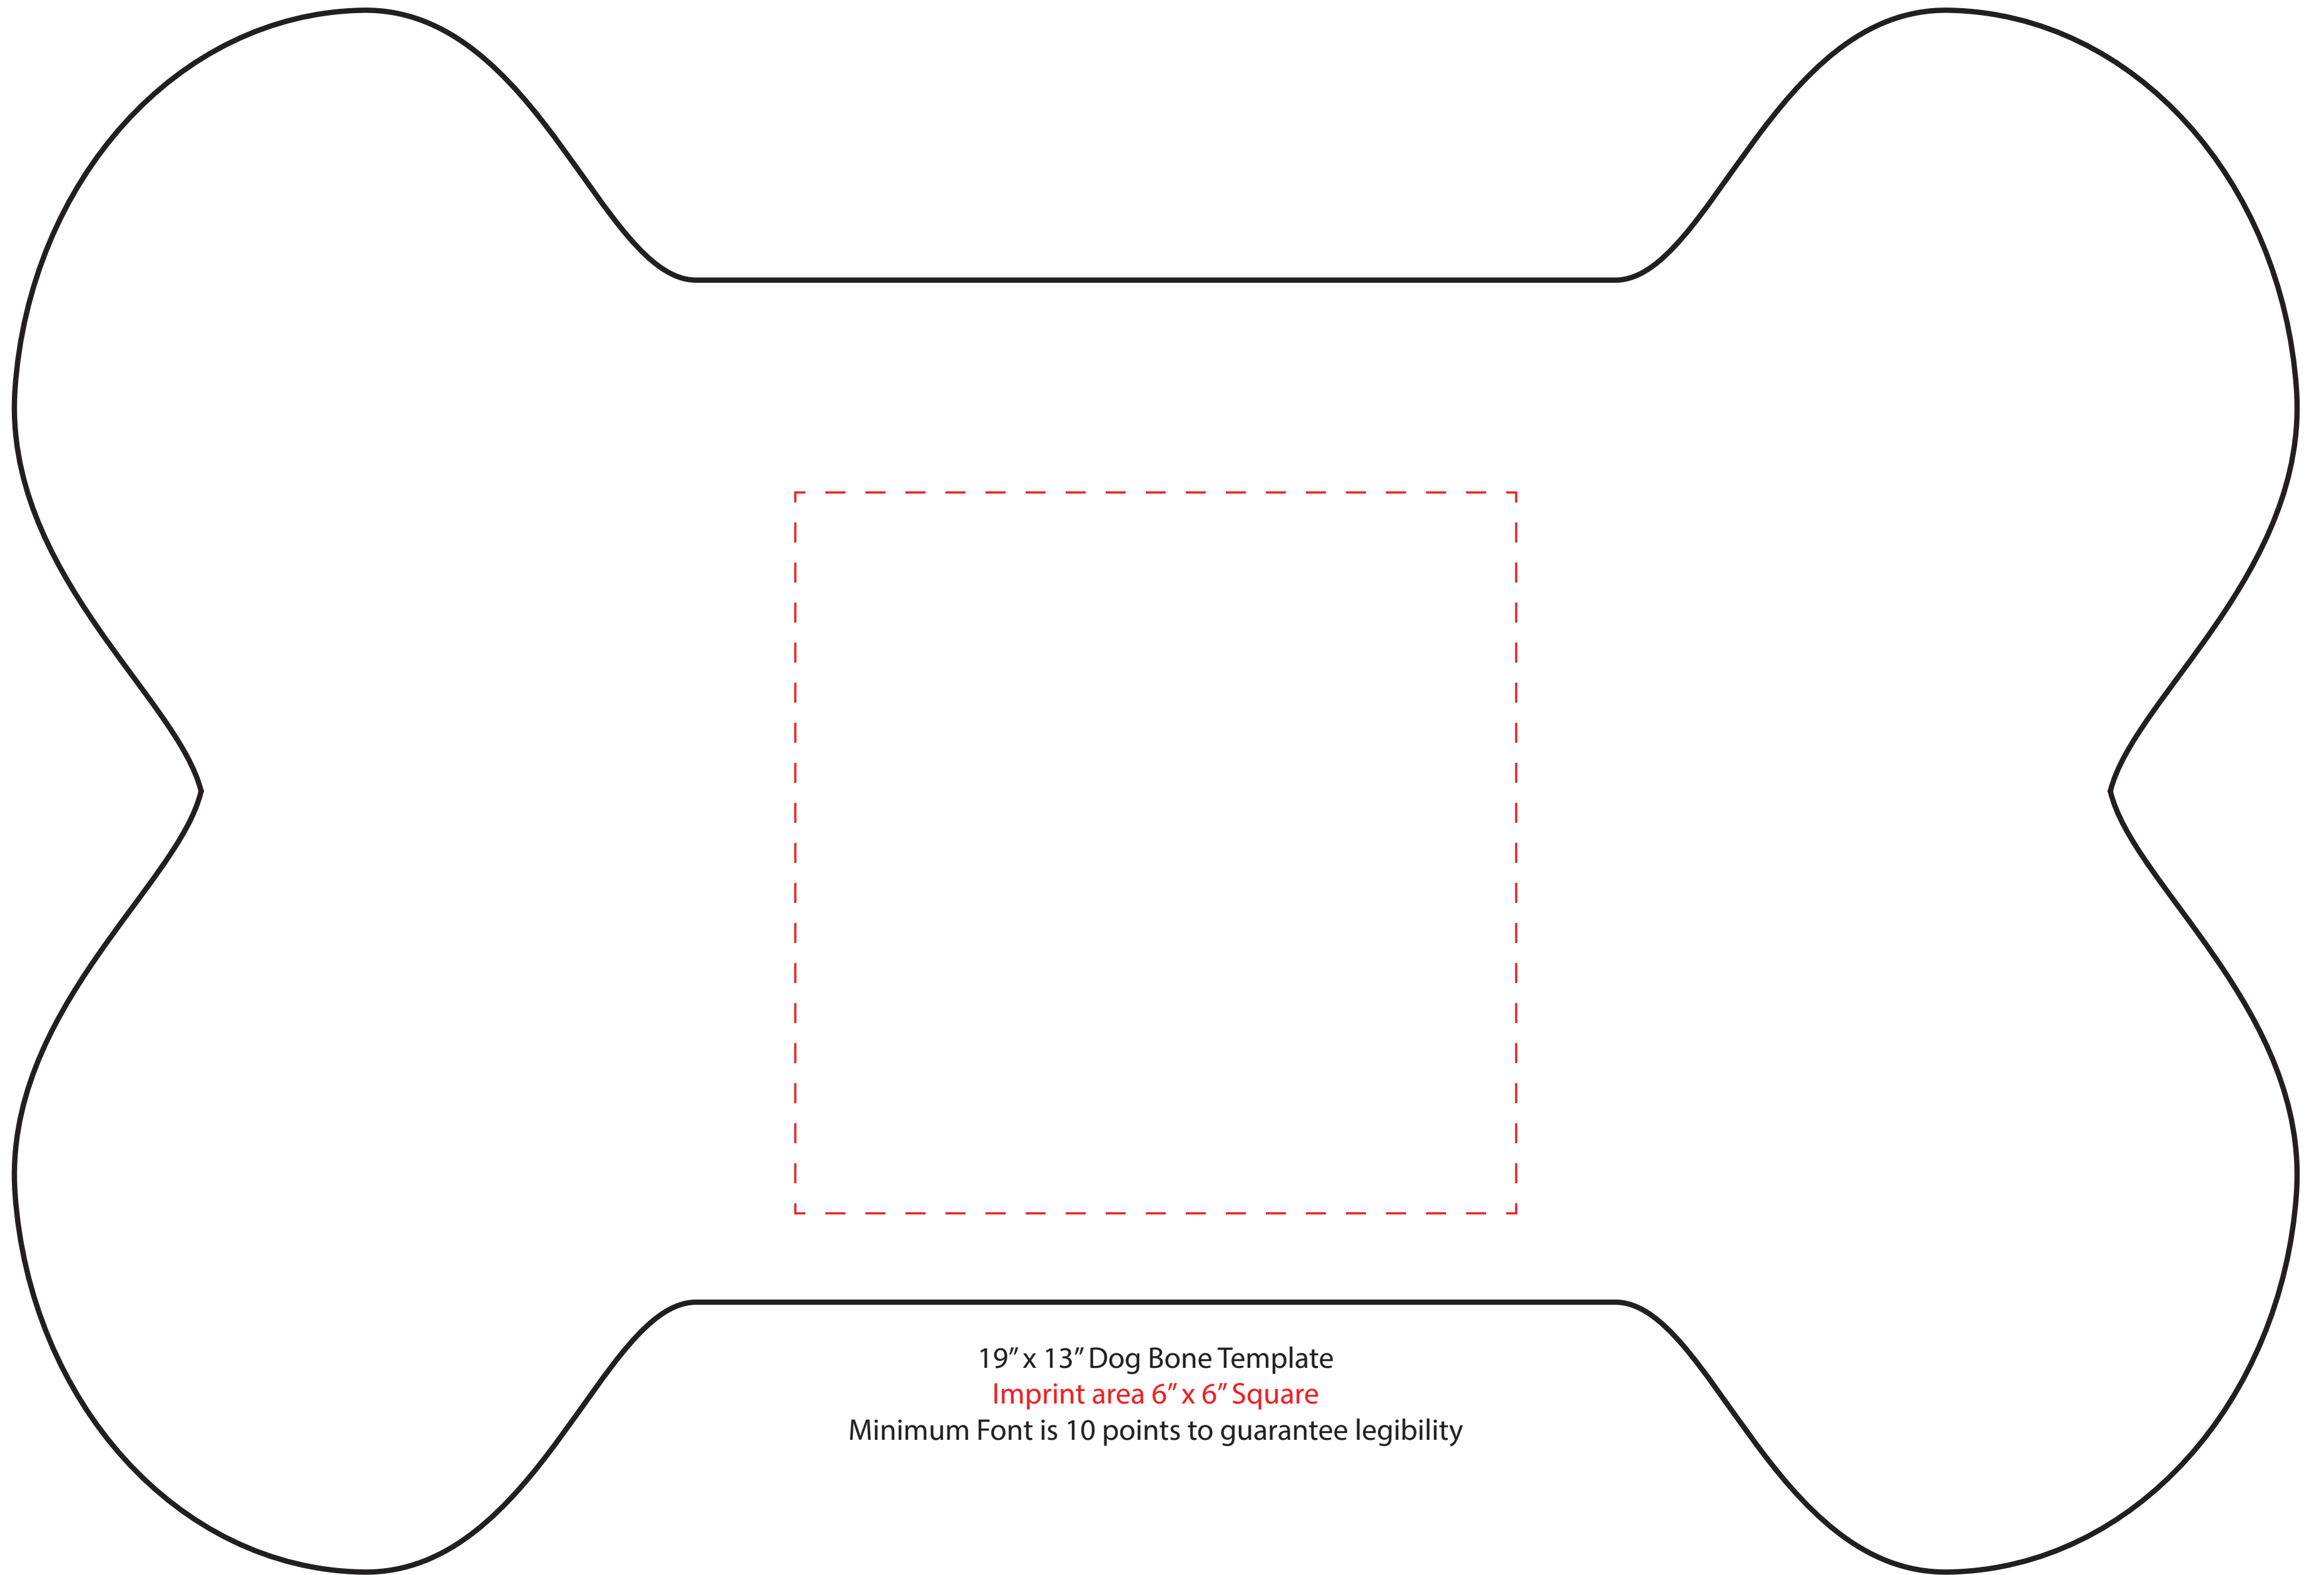 19” x 13” Dog Bone Template
Imprint area 6” x 6” Square
Minimum Font is 10 points to guarantee legibility